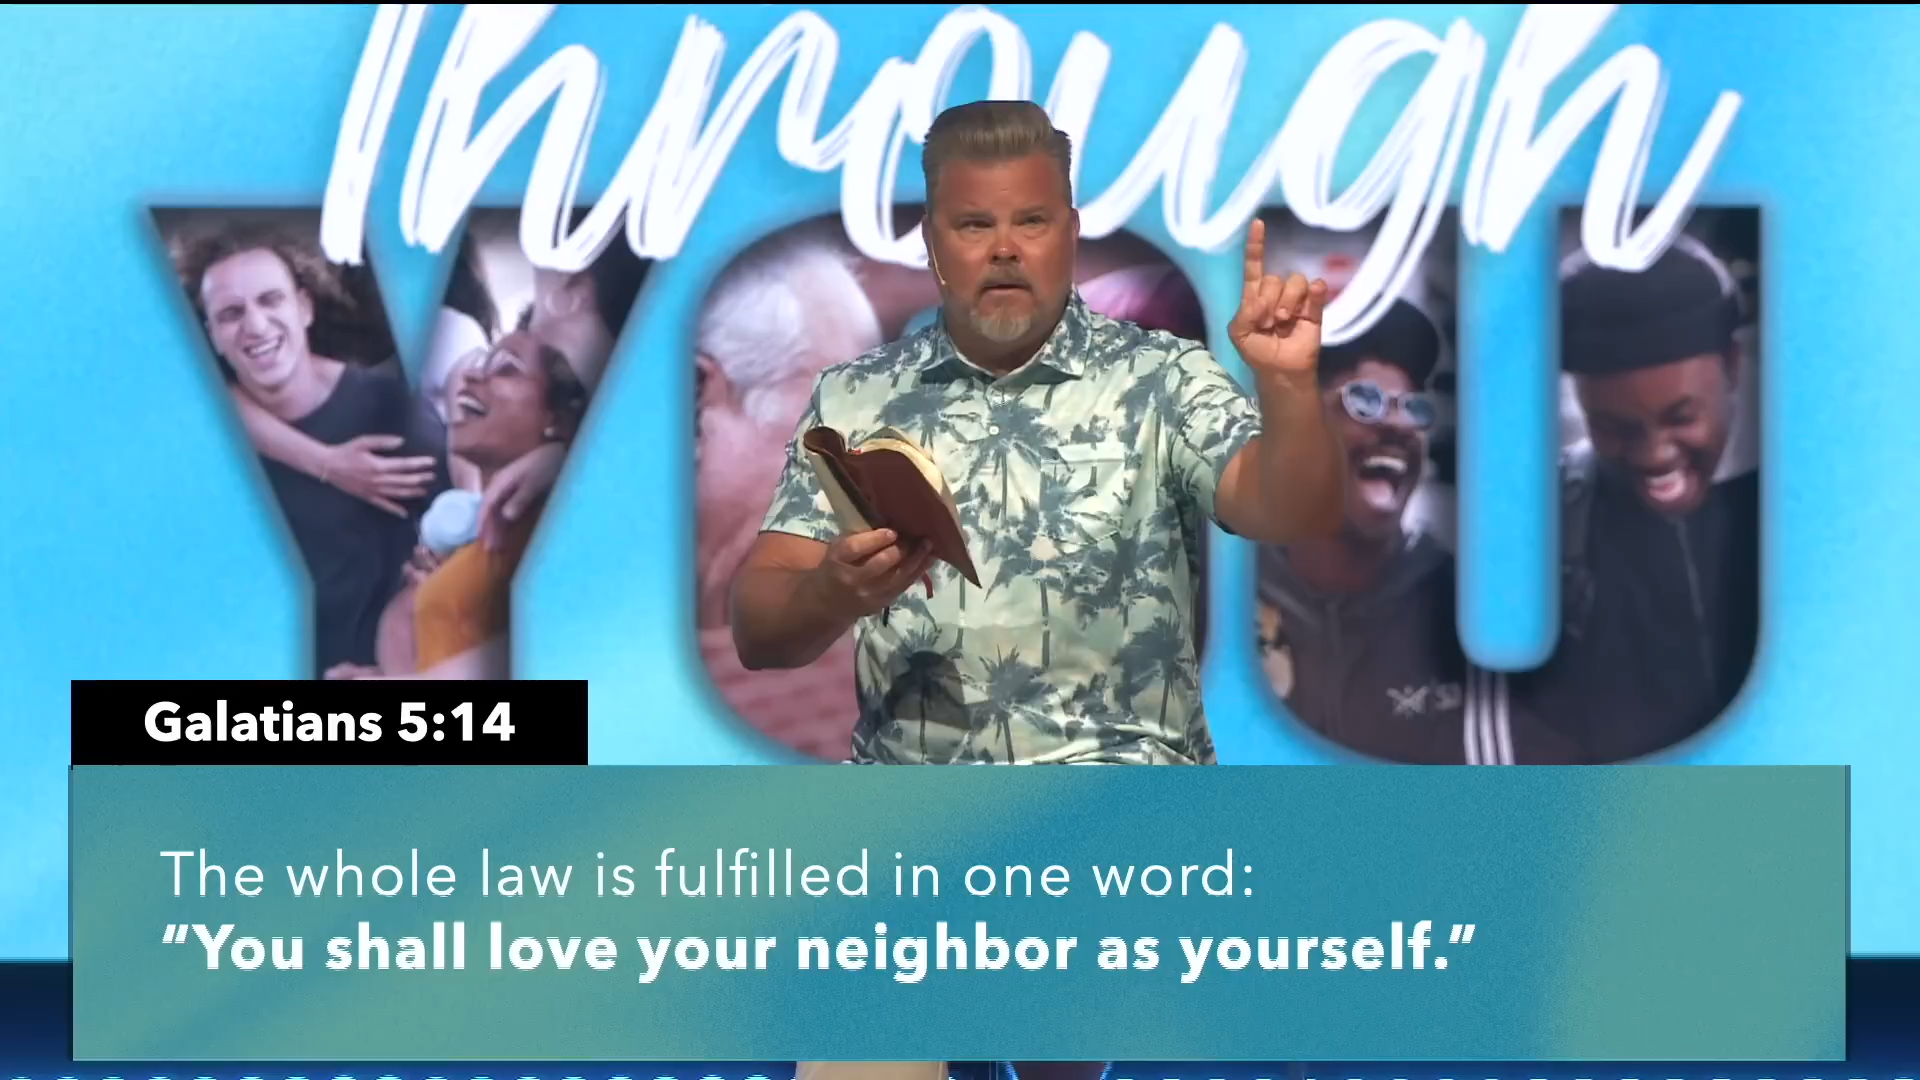 Through
YOU
Galatians 5:14
The whole law is fulfilled in one word:
“You shall love your neighbor as yourself.”